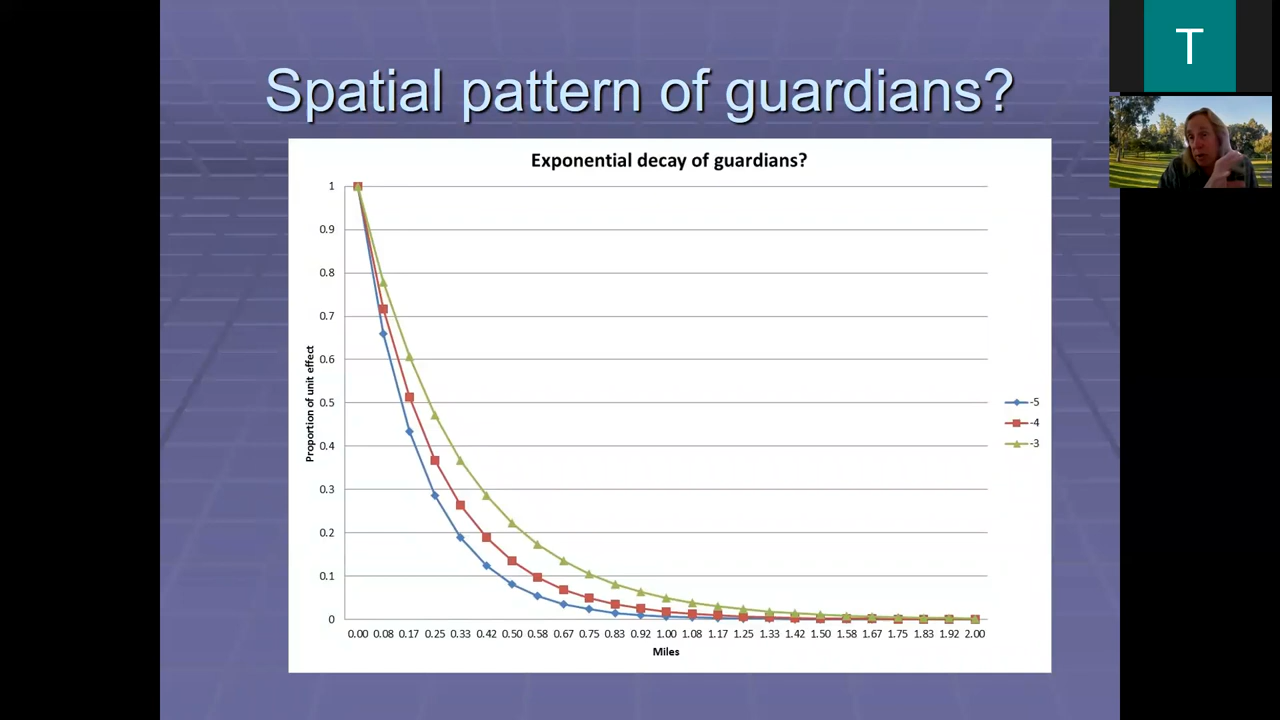 Spatial pattern of guardians?
T
Exponential decay of guardians?
1
0.9
0.8
0.7
0.6
0.5
0.4
0.3
0.2
0.1
0
Proportion of unit effect
0.00 0.08 0.17 0.25 0.33 0.42 0.50 0.58 0.67 0.75 0.83 0.92 1.00 1.08 1.17 1.25 1.33 1.42 1.50 1.58 1.67 1.75 1.83 1.92 2.00
Miles
-5
-4
-3